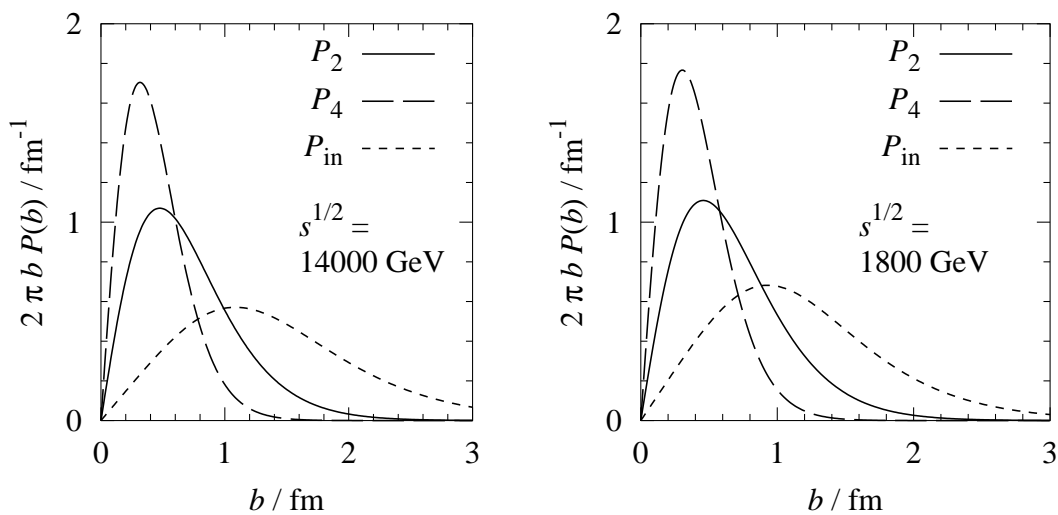 2
P2
P4
Pin
s1/2 =
14000 GeV
1
0
0 1 2 3
b / fm
2 π b P(b) / fm-1
2
P2
P4
Pin
s1/2 =
1800 GeV
1
0
0 1 2 3
b / fm
2 π b P(b) / fm-1